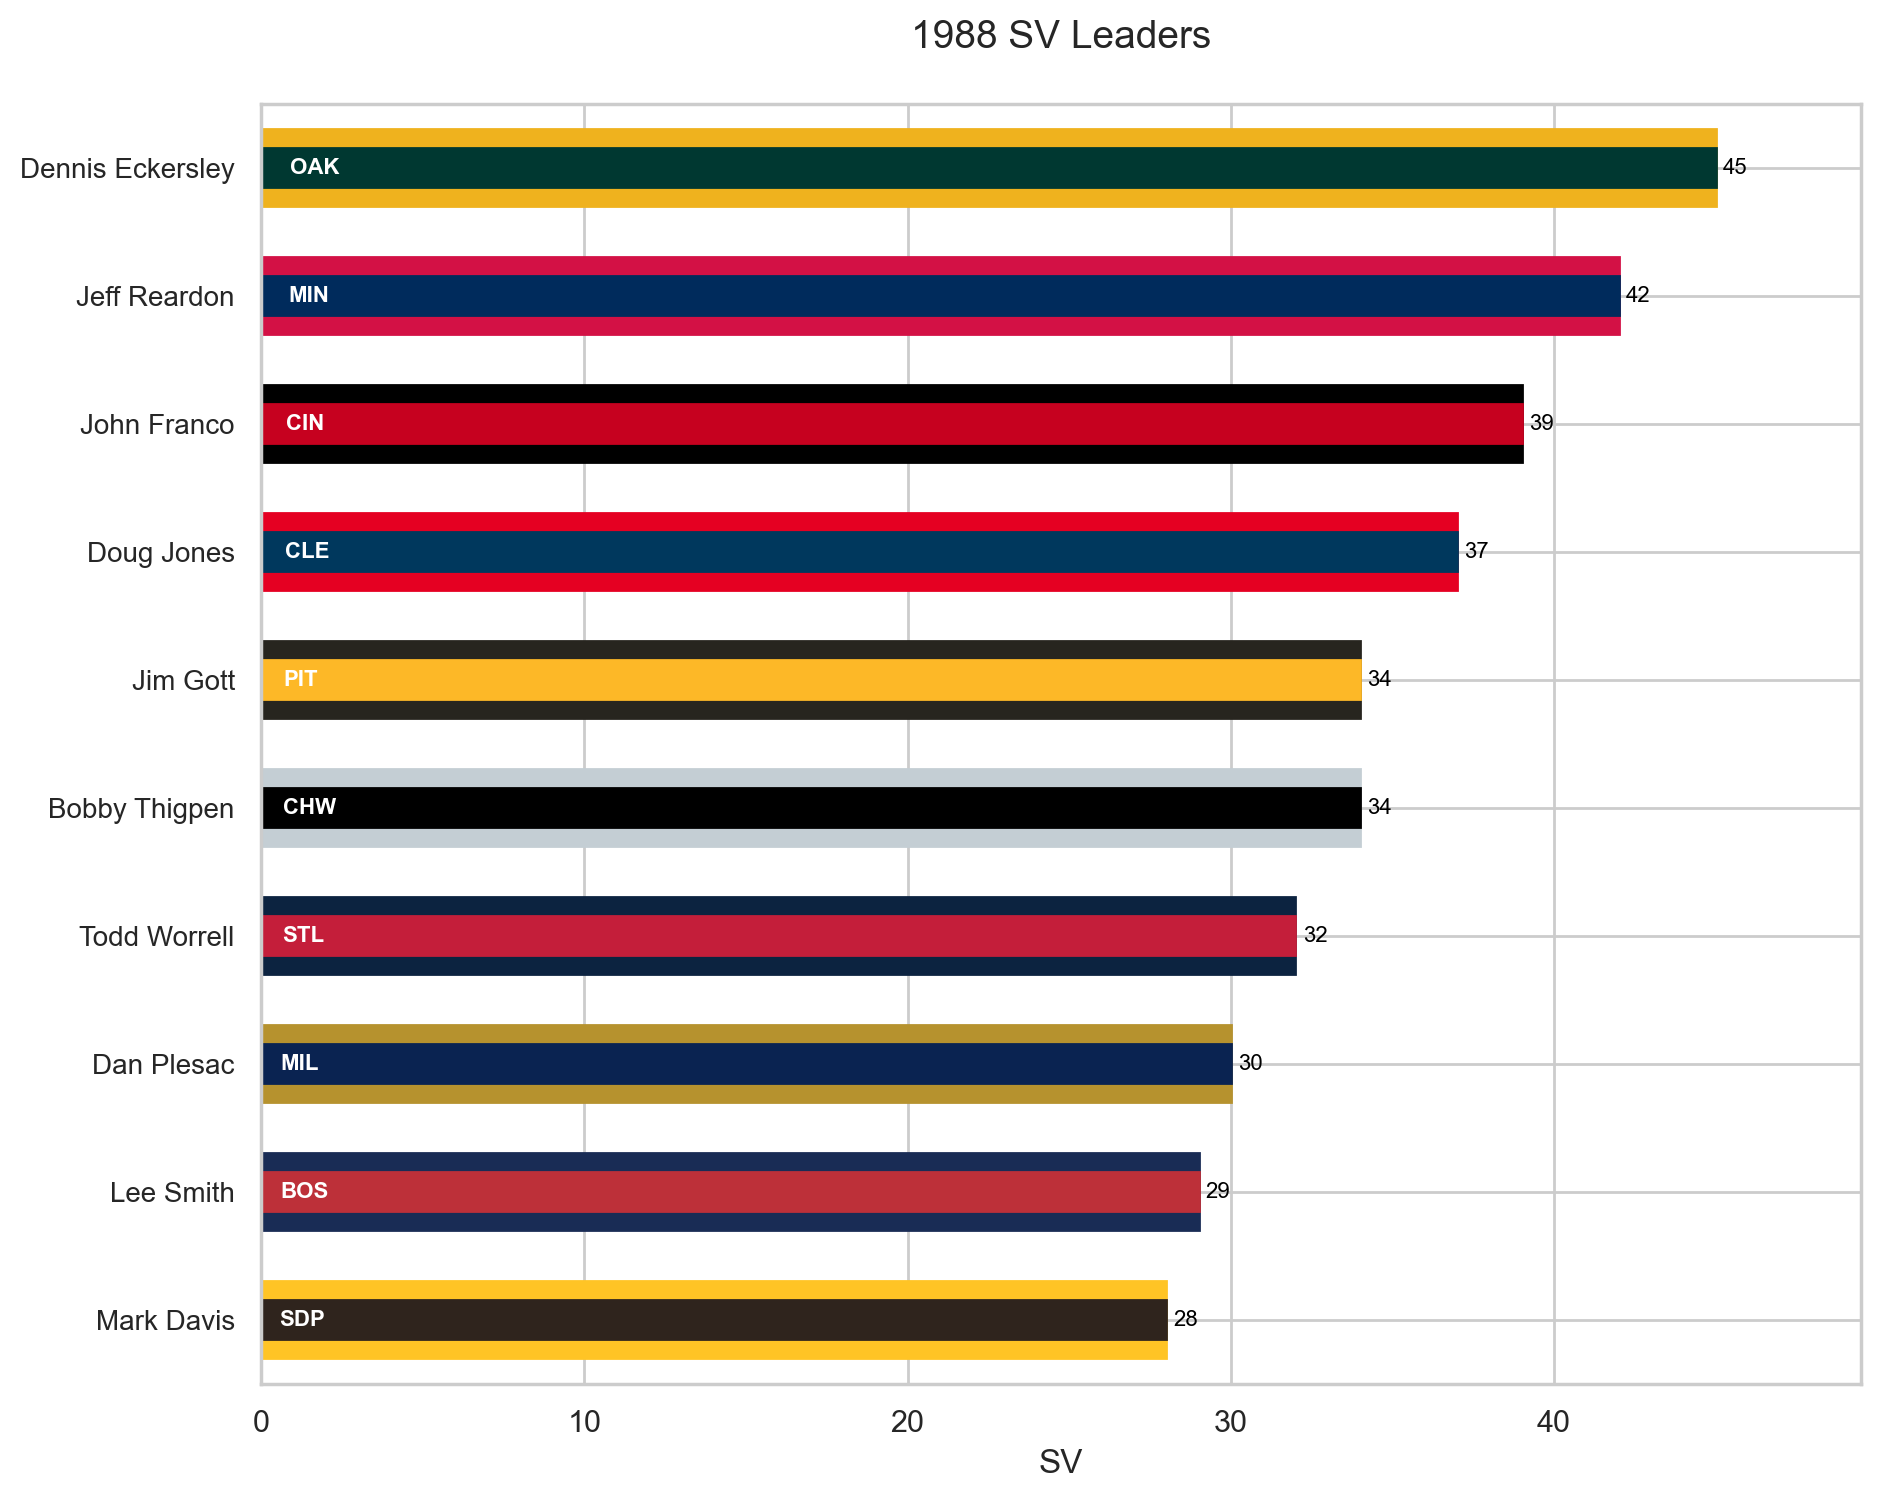 1988 SV Leaders
Dennis Eckersley OAK 45
Jeff Reardon MIN 42
John Franco CIN 39
Doug Jones CLE 37
Jim Gott PIT 34
Bobby Thigpen CHW 34
Todd Worrell STL 32
Dan Plesac MIL 30
Lee Smith BOS 29
Mark Davis SDP 28
0 10 20 30 40
SV